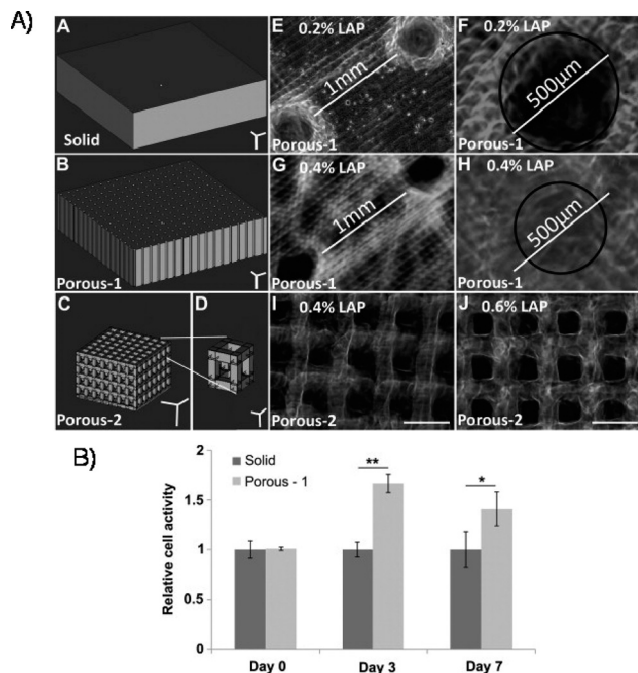 A)
A
Solid
B
Porous-1
C
Porous-2
D
E 0.2% LAP
1mm
Porous-1
F 0.2% LAP
500µm
Porous-1
G 0.4% LAP
1mm
Porous-1
H 0.4% LAP
500µm
Porous-1
I 0.4% LAP
Porous-2
J 0.6% LAP
Porous-2
B)
Relative cell activity
2
1.5
1
0.5
0
Solid
Porous - 1
**
*
Day 0 Day 3 Day 7